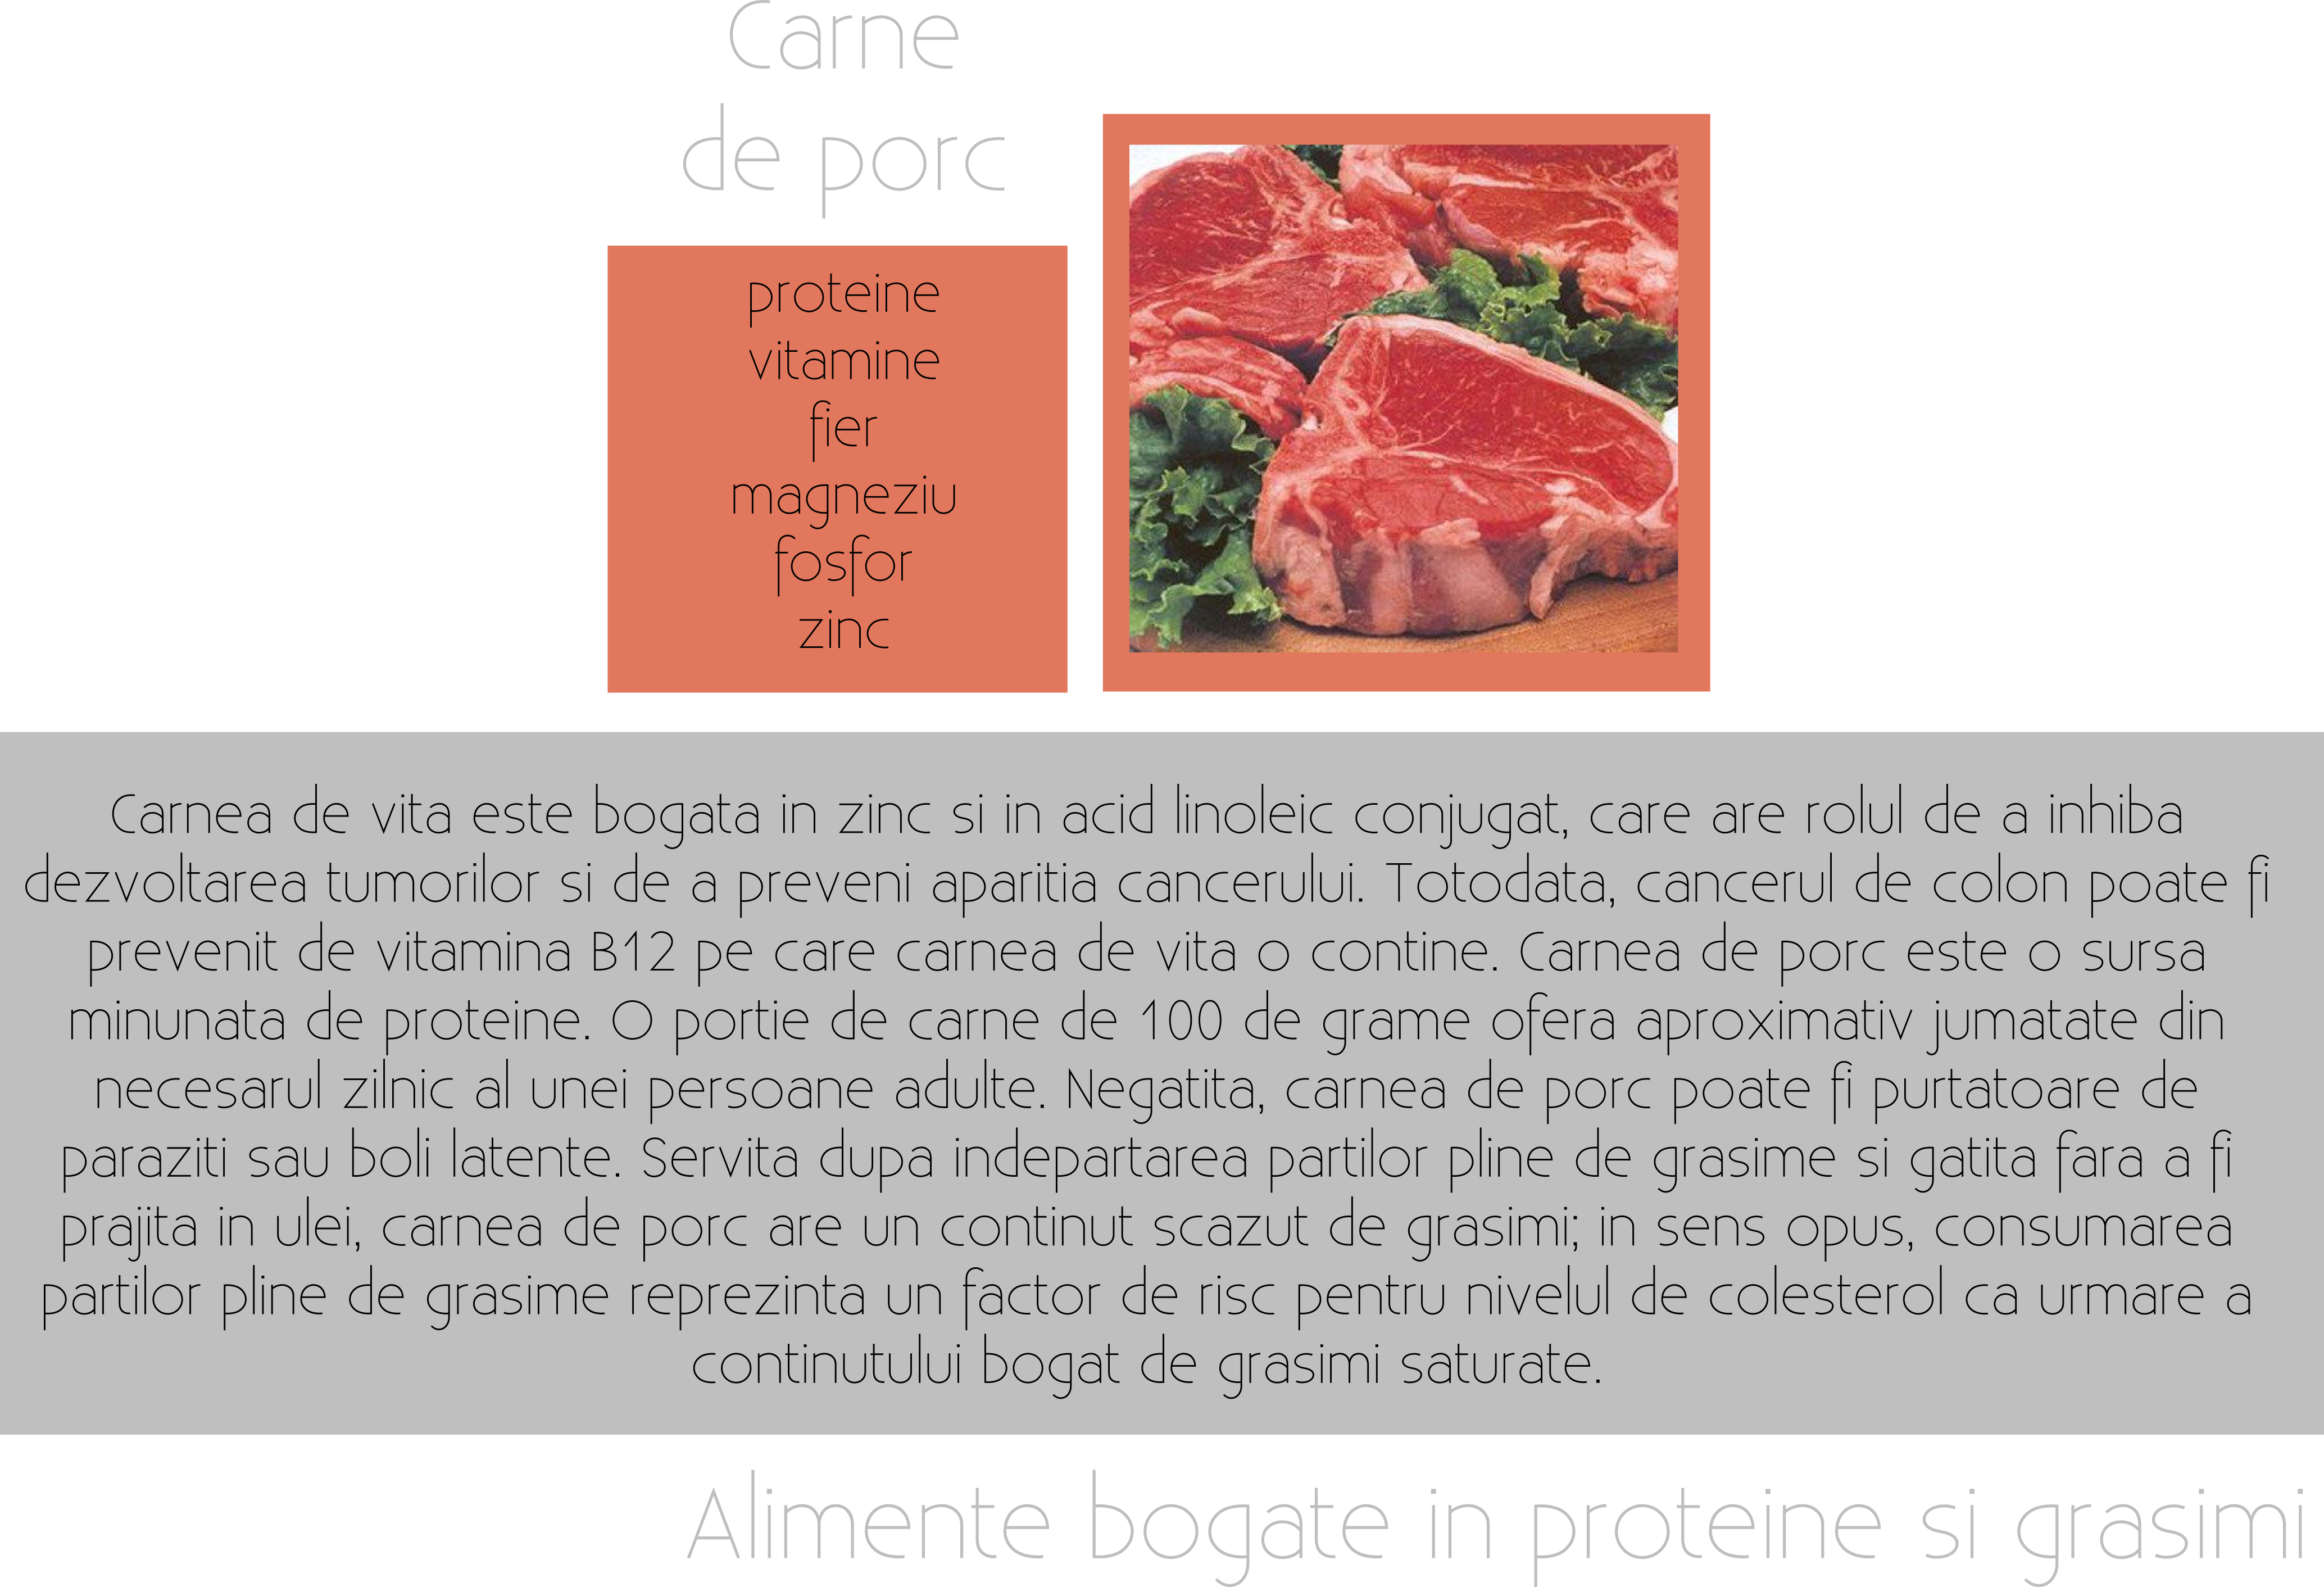 Carne
de porc
proteine
vitamine
fier
magneziu
fosfor
zinc
Carnea de vita este bogata in zinc si in acid linoleic conjugat, care are rolul de a inhiba
dezvoltarea tumorilor si de a preveni aparitia cancerului. Totodata, cancerul de colon poate fi
prevenit de vitamina B12 pe care carnea de vita o contine. Carnea de porc este o sursa
minunata de proteine. O portie de carne de 100 de grame ofera aproximativ jumatate din
necesarul zilnic al unei persoane adulte. Negatita, carnea de porc poate fi purtatoare de
paraziti sau boli latente. Servita dupa indepartarea partilor pline de grasime si gatita fara a fi
prajita in ulei, carnea de porc are un continut scazut de grasimi; in sens opus, consumarea
partilor pline de grasime reprezinta un factor de risc pentru nivelul de colesterol ca urmare a
continutului bogat de grasimi saturate.
Alimente bogate in proteine si grasimi